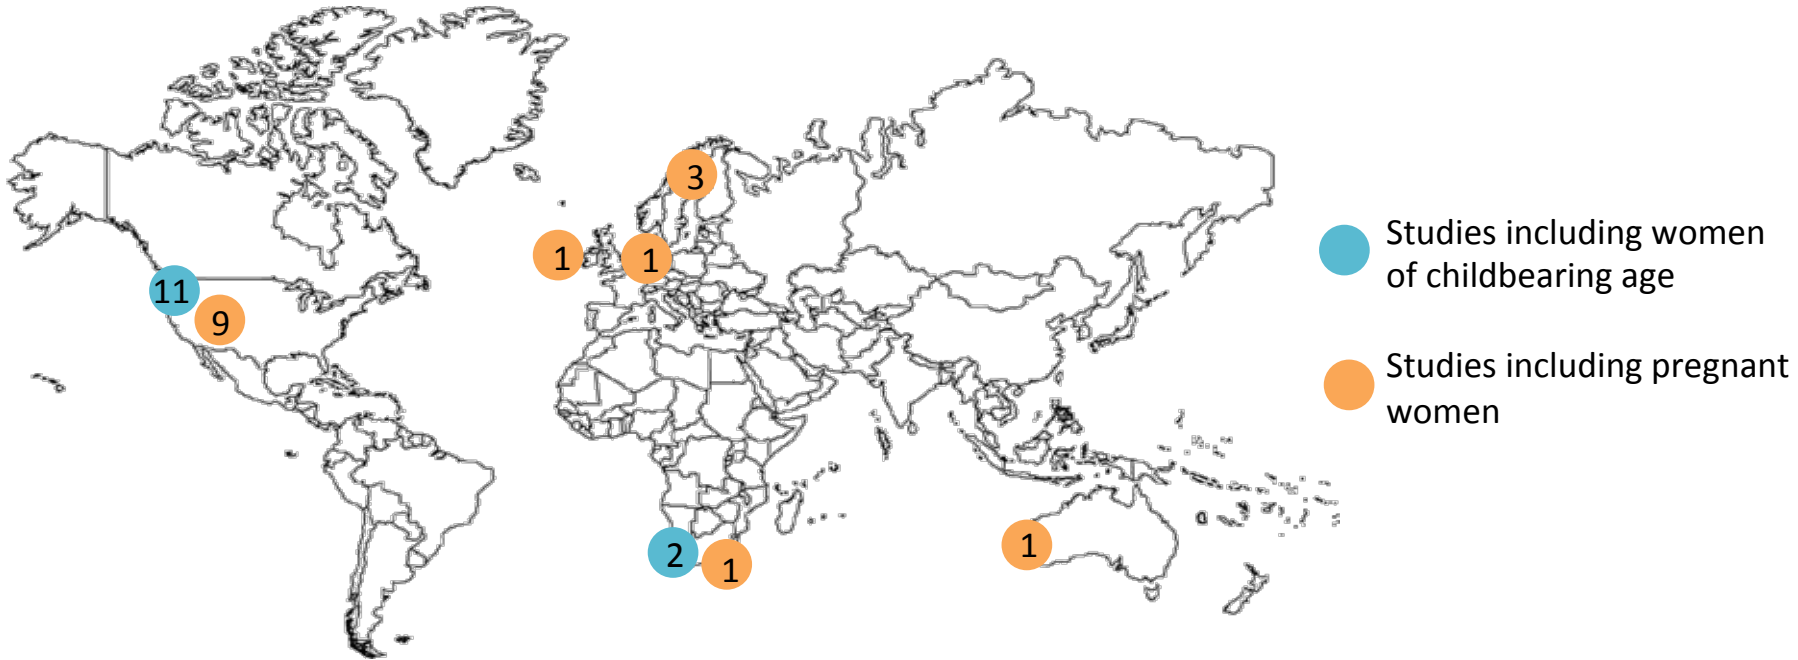 3
1
1
11
9
2
1
1
Studies including women
of childbearing age
Studies including pregnant
women